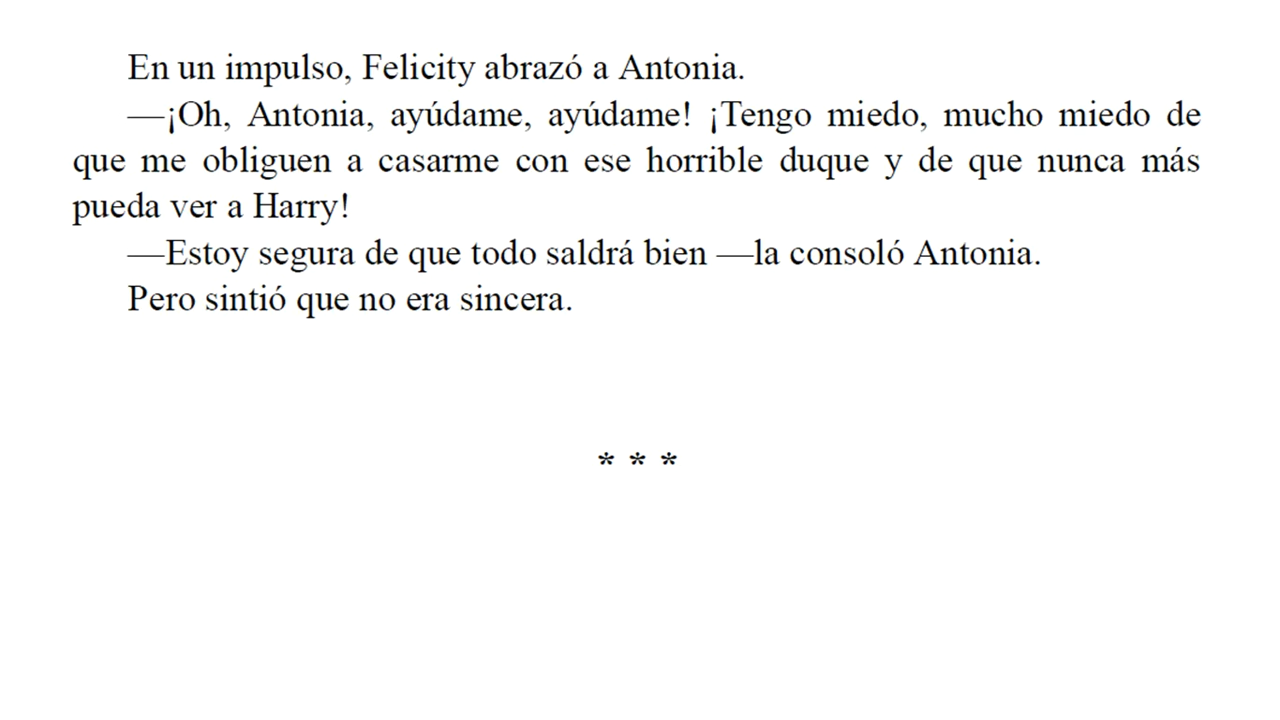 En un impulso, Felicity abrazó a Antonia.
—¡Oh, Antonia, ayúdame, ayúdame! ¡Tengo miedo, mucho miedo de
que me obliguen a casarme con ese horrible duque y de que nunca más
pueda ver a Harry!
—Estoy segura de que todo saldrá bien —la consoló Antonia.
Pero sintió que no era sincera.
* * *